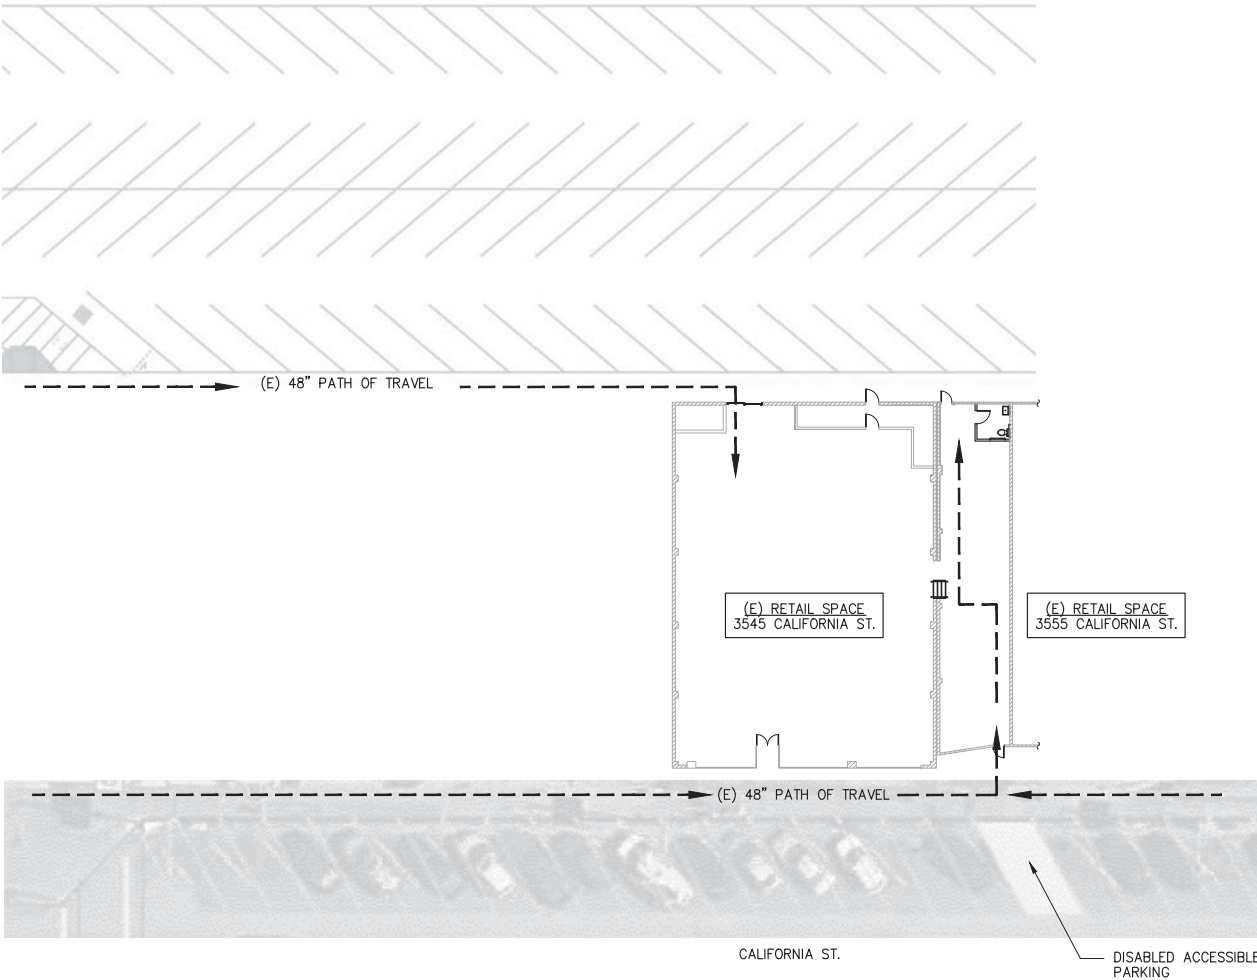 (E) 48" PATH OF TRAVEL
(E) RETAIL SPACE
3545 CALIFORNIA ST.
(E) RETAIL SPACE
3555 CALIFORNIA ST.
(E) 48" PATH OF TRAVEL
CALIFORNIA ST.
DISABLED ACCESSIBLE
PARKING